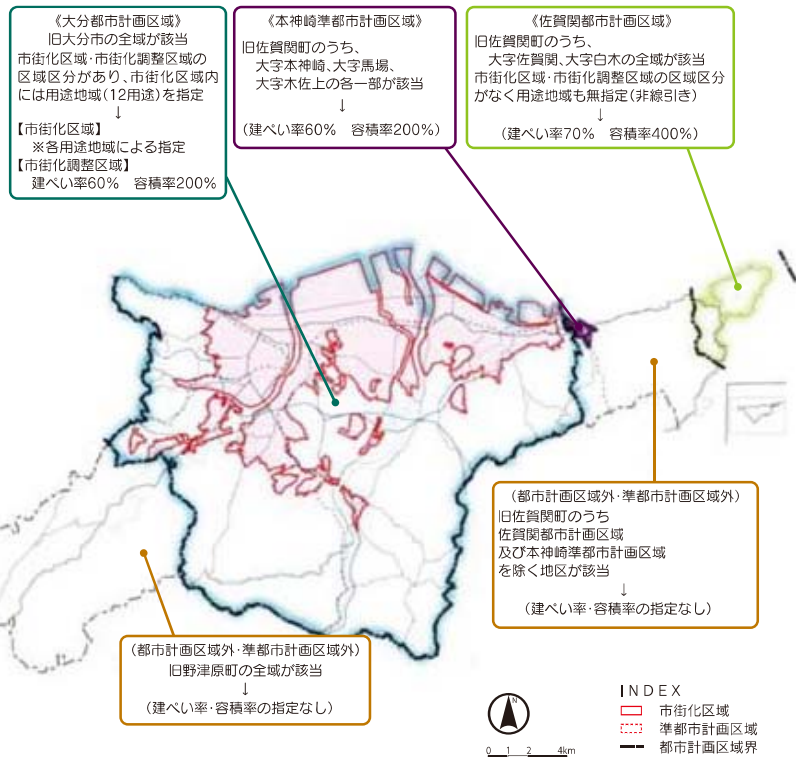 《大分都市計画区域》
旧大分市の全域が該当
市街化区域・市街化調整区域の
区域区分があり、市街化区域内
には用途地域(12用途)を指定
↓
【市街化区域】
※各用途地域による指定
【市街化調整区域】
建ぺい率60% 容積率200%
《本神崎準都市計画区域》
旧佐賀関町のうち、
大字本神崎、大字馬場、
大字木佐上の各一部が該当
↓
(建ぺい率60% 容積率200%)
《佐賀関都市計画区域》
旧佐賀関町のうち、
大字佐賀関、大字白木の全域が該当
市街化区域・市街化調整区域の区域区分
がなく用途地域も無指定(非線引き)
↓
(建ぺい率70% 容積率400%)
(都市計画区域外・準都市計画区域外)
旧佐賀関町のうち
佐賀関都市計画区域
及び本神崎準都市計画区域
を除く地区が該当
↓
(建ぺい率・容積率の指定なし)
(都市計画区域外・準都市計画区域外)
旧野津原町の全域が該当
↓
(建ぺい率・容積率の指定なし)
N
0 1 2 4km
INDEX
市街化区域
準都市計画区域
都市計画区域界